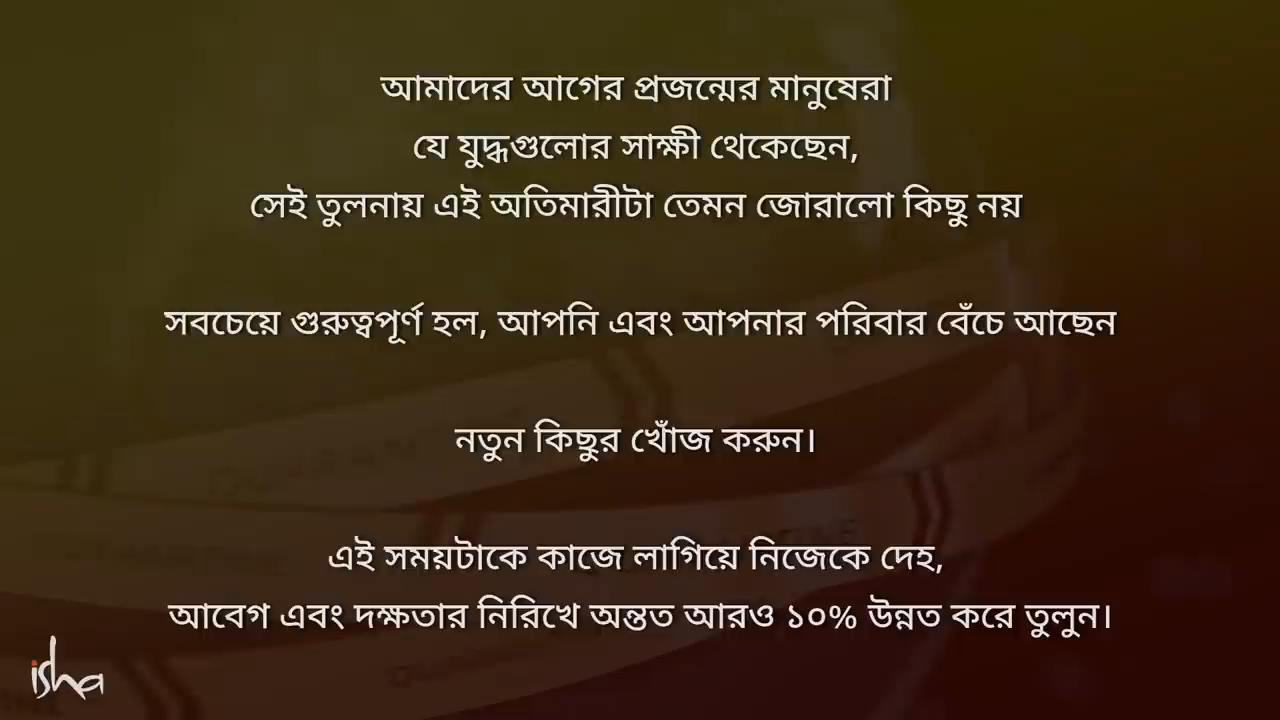 আমাদের আগের প্রজন্মের মানুষেরা
যে যুদ্ধগুলোর সাক্ষী থেকেছেন,
সেই তুলনায় এই অতিমারীটা তেমন জোরালো কিছু নয়
সবচেয়ে গুরুত্বপূর্ণ হল, আপনি এবং আপনার পরিবার বেঁচে আছেন
নতুন কিছুর খোঁজ করুন।
এই সময়টাকে কাজে লাগিয়ে নিজেকে দেহ,
আবেগ এবং দক্ষতার নিরিখে অন্তত আরও ১০% উন্নত করে তুলুন।
isha